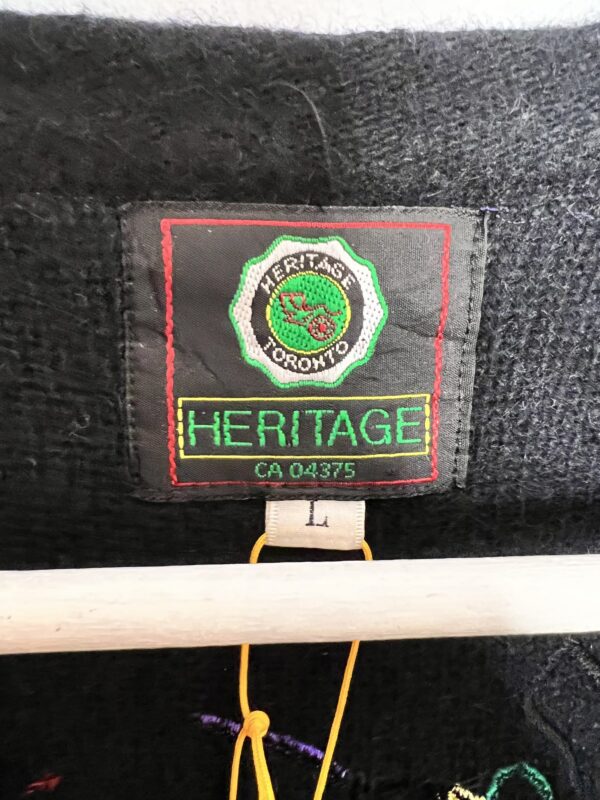 HERITAGE
TORONTO
HERITAGE
CA 04375
L